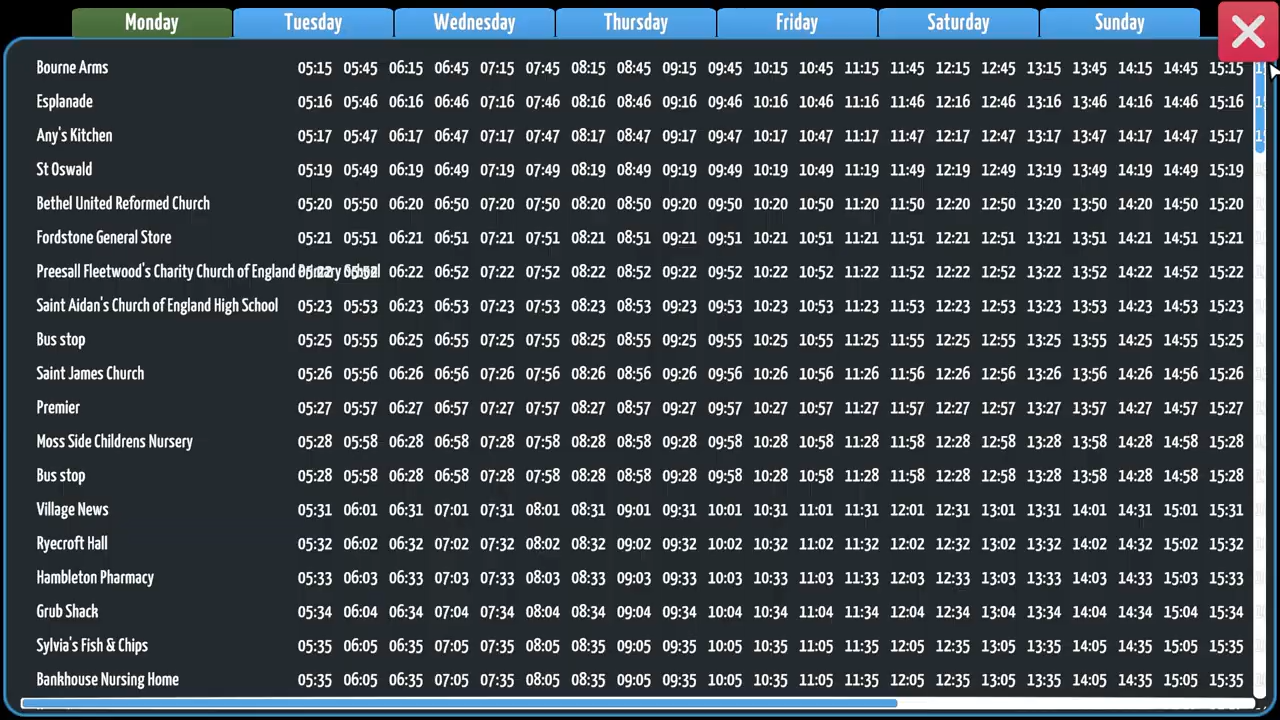 Monday Tuesday Wednesday Thursday Friday Saturday Sunday
Bourne Arms 05:15 05:45 06:15 06:45 07:15 07:45 08:15 08:45 09:15 09:45 10:15 10:45 11:15 11:45 12:15 12:45 13:15 13:45 14:15 14:45 15:15
Esplanade 05:16 05:46 06:16 06:46 07:16 07:46 08:16 08:46 09:16 09:46 10:16 10:46 11:16 11:46 12:16 12:46 13:16 13:46 14:16 14:46 15:16
Any's Kitchen 05:17 05:47 06:17 06:47 07:17 07:47 08:17 08:47 09:17 09:47 10:17 10:47 11:17 11:47 12:17 12:47 13:17 13:47 14:17 14:47 15:17
St Oswald 05:19 05:49 06:19 06:49 07:19 07:49 08:19 08:49 09:19 09:49 10:19 10:49 11:19 11:49 12:19 12:49 13:19 13:49 14:19 14:49 15:19
Bethel United Reformed Church 05:20 05:50 06:20 06:50 07:20 07:50 08:20 08:50 09:20 09:50 10:20 10:50 11:20 11:50 12:20 12:50 13:20 13:50 14:20 14:50 15:20
Fordstone General Store 05:21 05:51 06:21 06:51 07:21 07:51 08:21 08:51 09:21 09:51 10:21 10:51 11:21 11:51 12:21 12:51 13:21 13:51 14:21 14:51 15:21
Preesall Fleetwood's Charity Church of England Primary School 05:22 05:52 06:22 06:52 07:22 07:52 08:22 08:52 09:22 09:52 10:22 10:52 11:22 11:52 12:22 12:52 13:22 13:52 14:22 14:52 15:22
Saint Aidan's Church of England High School 05:23 05:53 06:23 06:53 07:23 07:53 08:23 08:53 09:23 09:53 10:23 10:53 11:23 11:53 12:23 12:53 13:23 13:53 14:23 14:53 15:23
Bus stop 05:25 05:55 06:25 06:55 07:25 07:55 08:25 08:55 09:25 09:55 10:25 10:55 11:25 11:55 12:25 12:55 13:25 13:55 14:25 14:55 15:25
Saint James Church 05:26 05:56 06:26 06:56 07:26 07:56 08:26 08:56 09:26 09:56 10:26 10:56 11:26 11:56 12:26 12:56 13:26 13:56 14:26 14:56 15:26
Premier 05:27 05:57 06:27 06:57 07:27 07:57 08:27 08:57 09:27 09:57 10:27 10:57 11:27 11:57 12:27 12:57 13:27 13:57 14:27 14:57 15:27
Moss Side Childrens Nursery 05:28 05:58 06:28 06:58 07:28 07:58 08:28 08:58 09:28 09:58 10:28 10:58 11:28 11:58 12:28 12:58 13:28 13:58 14:28 14:58 15:28
Bus stop 05:28 05:58 06:28 06:58 07:28 07:58 08:28 08:58 09:28 09:58 10:28 10:58 11:28 11:58 12:28 12:58 13:28 13:58 14:28 14:58 15:28
Village News 05:31 06:01 06:31 07:01 07:31 08:01 08:31 09:01 09:31 10:01 10:31 11:01 11:31 12:01 12:31 13:01 13:31 14:01 14:31 15:01 15:31
Ryecroft Hall 05:32 06:02 06:32 07:02 07:32 08:02 08:32 09:02 09:32 10:02 10:32 11:02 11:32 12:02 12:32 13:02 13:32 14:02 14:32 15:02 15:32
Hambleton Pharmacy 05:33 06:03 06:33 07:03 07:33 08:03 08:33 09:03 09:33 10:03 10:33 11:03 11:33 12:03 12:33 13:03 13:33 14:03 14:33 15:03 15:33
Grub Shack 05:34 06:04 06:34 07:04 07:34 08:04 08:34 09:04 09:34 10:04 10:34 11:04 11:34 12:04 12:34 13:04 13:34 14:04 14:34 15:04 15:34
Sylvia's Fish & Chips 05:35 06:05 06:35 07:05 07:35 08:05 08:35 09:05 09:35 10:05 10:35 11:05 11:35 12:05 12:35 13:05 13:35 14:05 14:35 15:05 15:35
Bankhouse Nursing Home 05:35 06:05 06:35 07:05 07:35 08:05 08:35 09:05 09:35 10:05 10:35 11:05 11:35 12:05 12:35 13:05 13:35 14:05 14:35 15:05 15:35